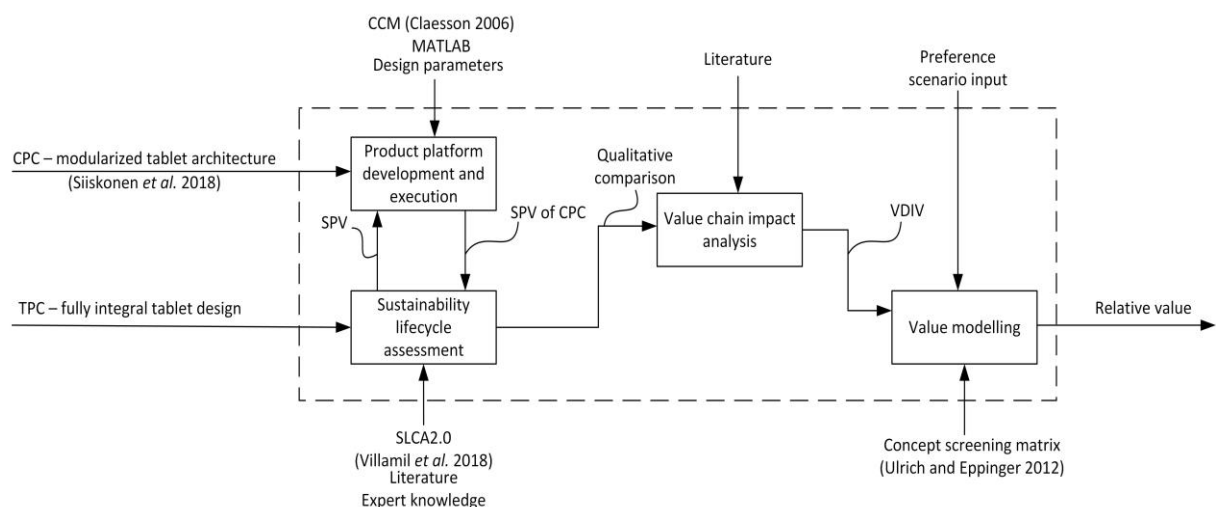 CCM (Claesson 2006)
MATLAB
Design parameters
Literature
Preference
scenario input
CPC – modularized tablet architecture
(Siiskonen et al. 2018)
Product platform
development and
execution
Qualitative
comparison
SPV
SPV of CPC
Value chain impact
analysis
VDIV
TPC – fully integral tablet design
Sustainability
lifecycle
assessment
Value modelling
Relative value
SLCA2.0
(Villamil et al. 2018)
Literature
Expert knowledge
Concept screening matrix
(Ulrich and Eppinger 2012)